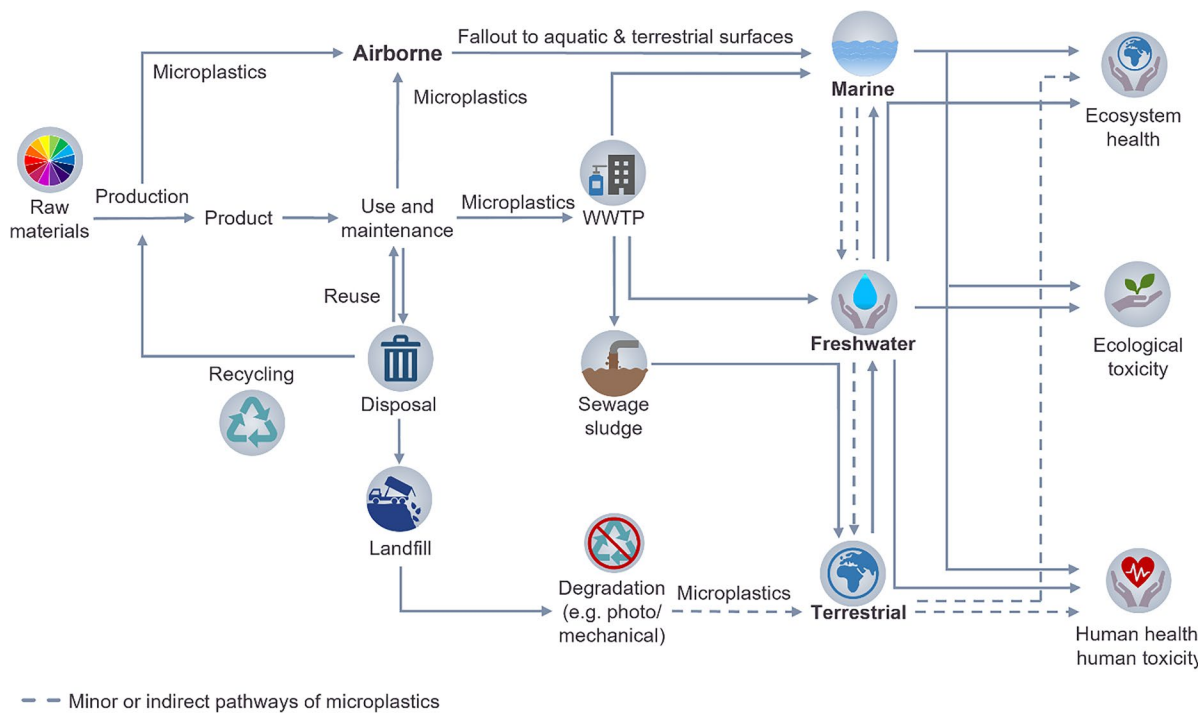 Airborne
Fallout to aquatic & terrestrial surfaces
Microplastics
Microplastics
Marine
Ecosystem
health
Raw
materials
Production
Product
Use and
maintenance
Microplastics
WWTP
Reuse
Freshwater
Ecological
toxicity
Recycling
Disposal
Sewage
sludge
Landfill
Degradation
(e.g. photo/
mechanical)
Microplastics
Terrestrial
Human health/
human toxicity
Minor or indirect pathways of microplastics